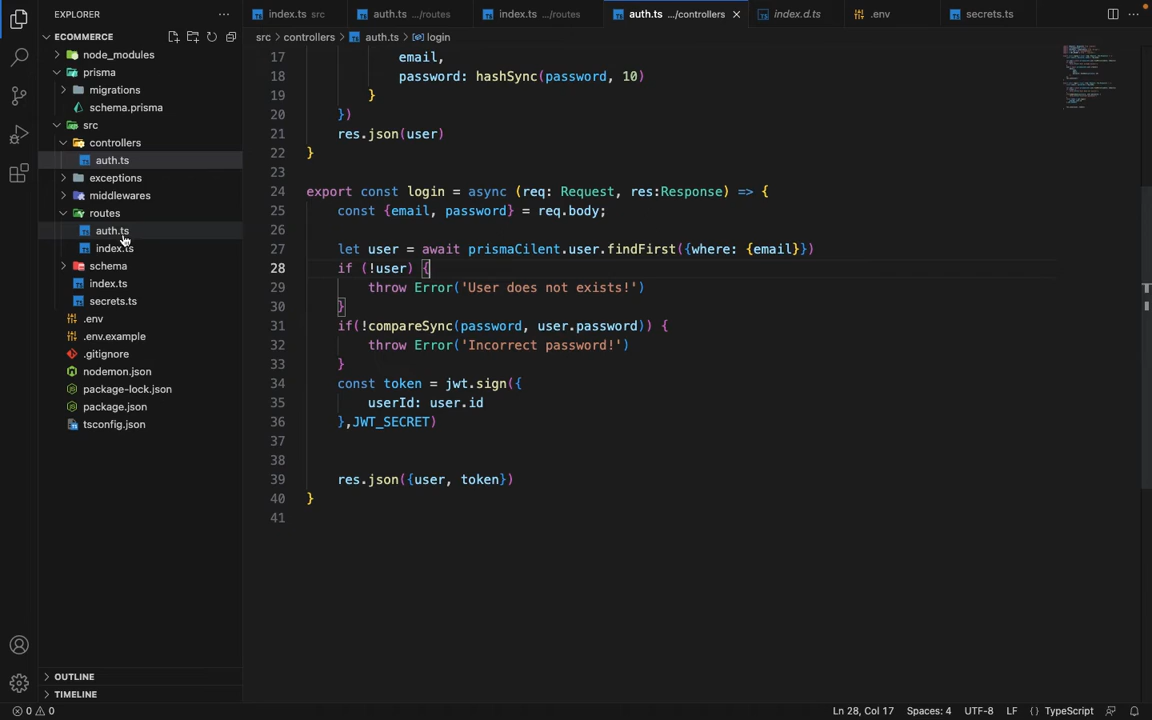 EXPLORER
index.ts src
auth.ts .../routes
index.ts .../routes
auth.ts .../controllers
index.d.ts
.env
secrets.ts
ECOMMERCE
src > controllers > auth.ts > login
node_modules
prisma
migrations
schema.prisma
src
controllers
auth.ts
exceptions
middlewares
routes
auth.ts
index.ts
schema
index.ts
secrets.ts
.env
.env.example
.gitignore
nodemon.json
package-lock.json
package.json
tsconfig.json
OUTLINE
TIMELINE
17 email,
18 password: hashSync(password, 10)
19 }
20 })
21 res.json(user)
22 }
23
24 export const login = async (req: Request, res:Response) => {
25 const {email, password} = req.body;
26
27 let user = await prismaCilent.user.findFirst({where: {email}})
28 if (!user) {
29 throw Error('User does not exists!')
30 }
31 if(!compareSync(password, user.password)) {
32 throw Error('Incorrect password!')
33 }
34 const token = jwt.sign({
35 userId: user.id
36 },JWT_SECRET)
37
38
39 res.json({user, token})
40 }
41
0 0
Ln 28, Col 17
Spaces: 4
UTF-8
LF
{} TypeScript